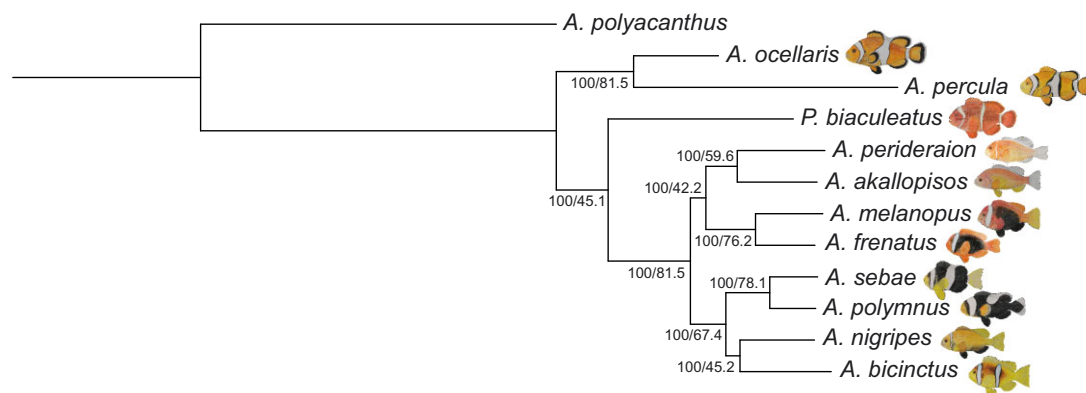 A. polyacanthus
A. ocellaris
100/81.5
A. percula
P. biaculeatus
A. perideraion
100/59.6
100/42.2
A. akallopisos
100/45.1
A. melanopus
100/76.2
A. frenatus
100/81.5
A. sebae
100/78.1
A. polymnus
100/67.4
A. nigripes
100/45.2
A. bicinctus